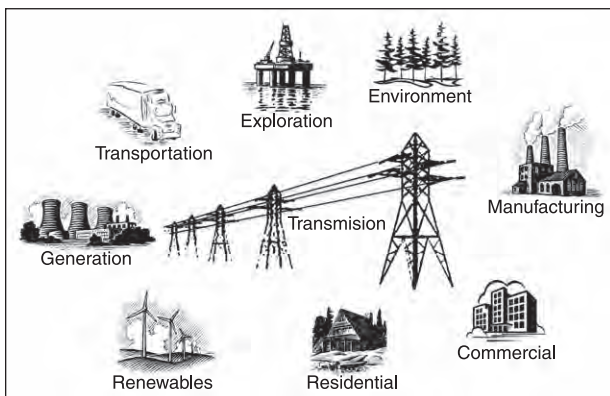 Environment
Exploration
Transportation
Manufacturing
Transmision
Generation
Commercial
Renewables
Residential